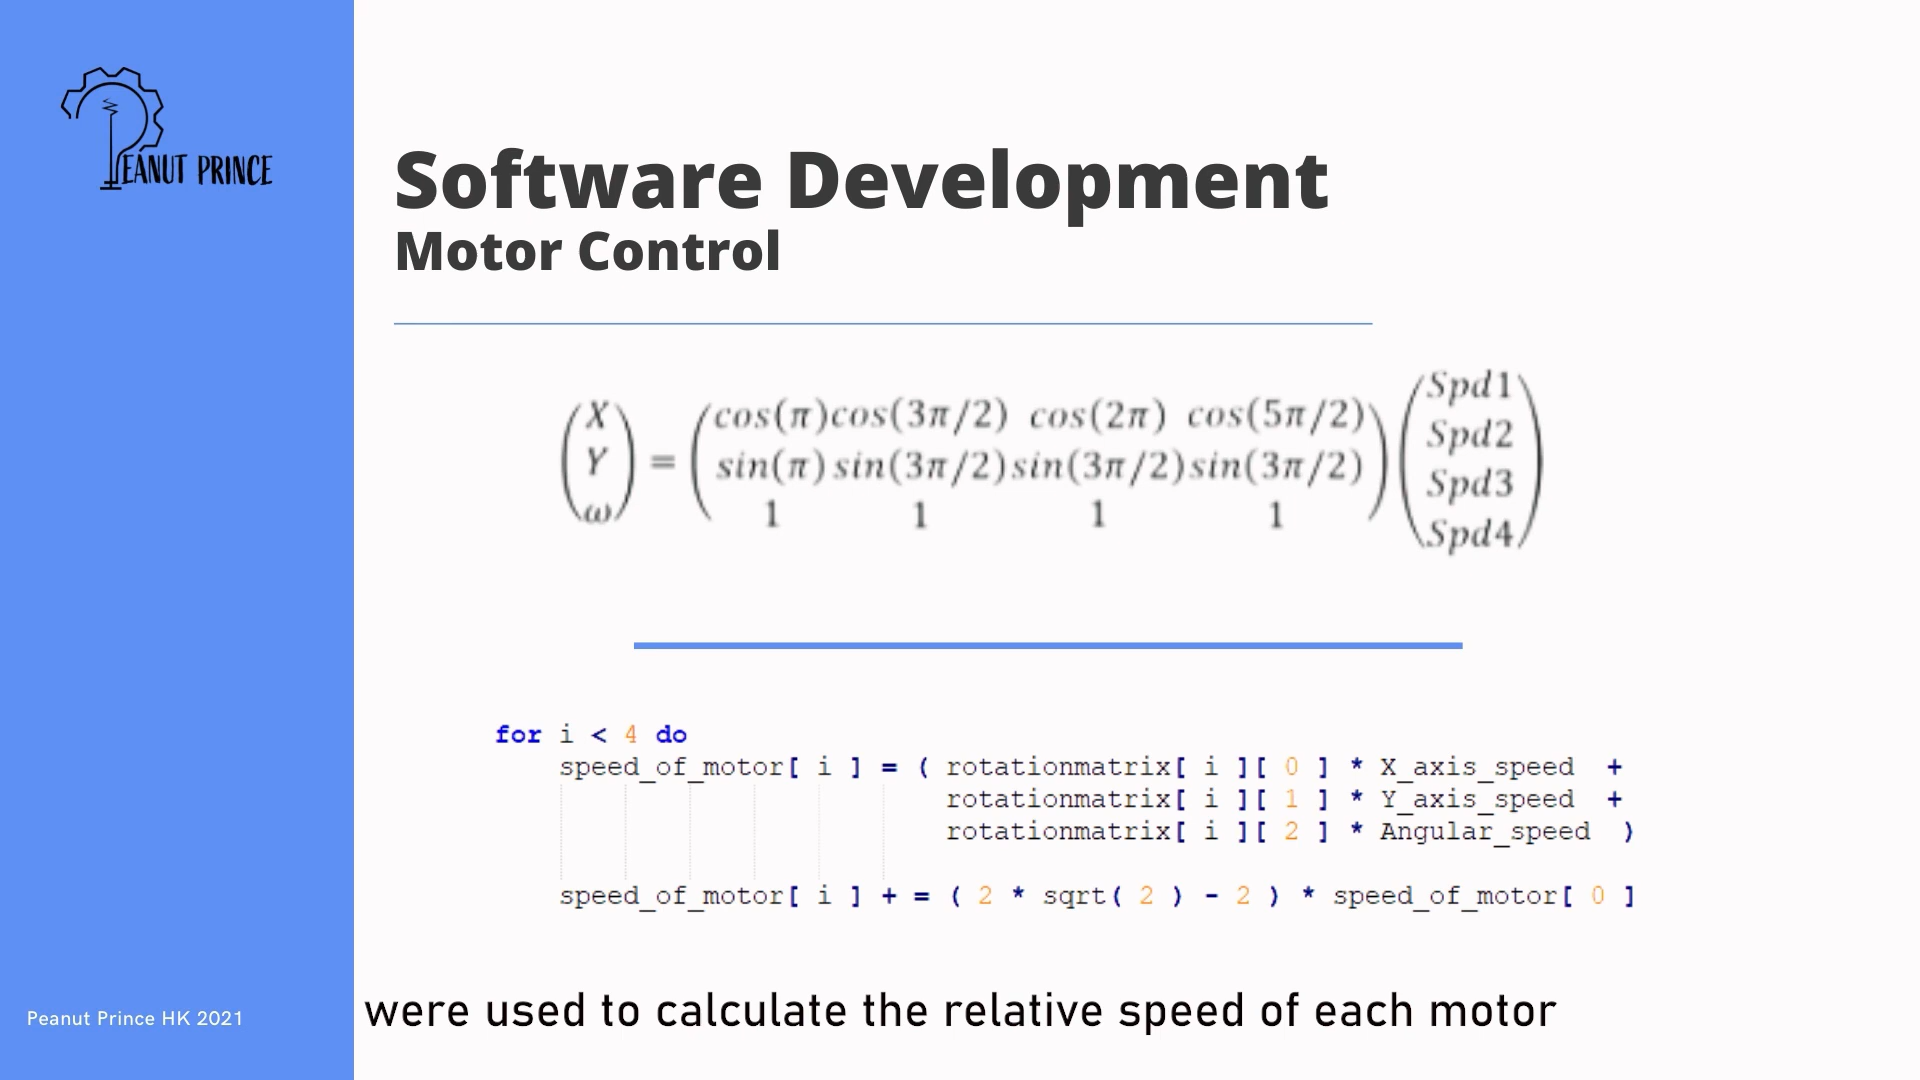 PEANUT PRINCE
Software Development
Motor Control
(X Y ω) = (cos(π)cos(3π/2) cos(2π) cos(5π/2)
sin(π) sin(3π/2)sin(3π/2)sin(3π/2)
1 1 1 1)
(Spd1
Spd2
Spd3
Spd4)
for i < 4 do
speed_of_motor[ i ] = ( rotationmatrix[ i ][ 0 ] * X_axis_speed +
rotationmatrix[ i ][ 1 ] * Y_axis_speed +
rotationmatrix[ i ][ 2 ] * Angular_speed )
speed_of_motor[ i ] + = ( 2 * sqrt( 2 ) - 2 ) * speed_of_motor[ 0 ]
Peanut Prince HK 2021
were used to calculate the relative speed of each motor